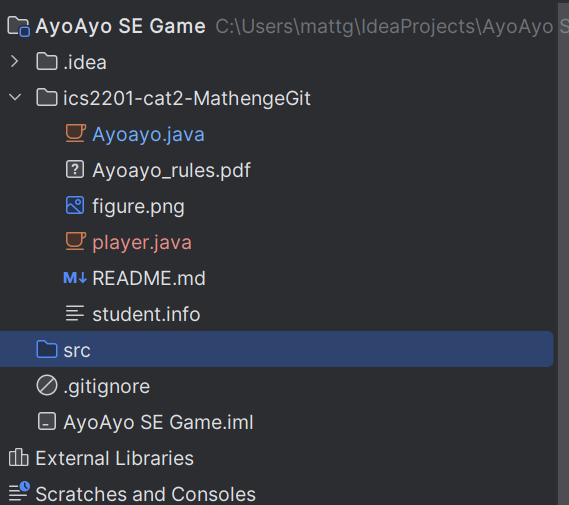 AyoAyo SE Game C:\Users\mattg\IdeaProjects\AyoAyo S
.idea
ics2201-cat2-MathengeGit
Ayoayo.java
Ayoayo_rules.pdf
figure.png
player.java
M↓ README.md
student.info
src
.gitignore
AyoAyo SE Game.iml
External Libraries
Scratches and Consoles